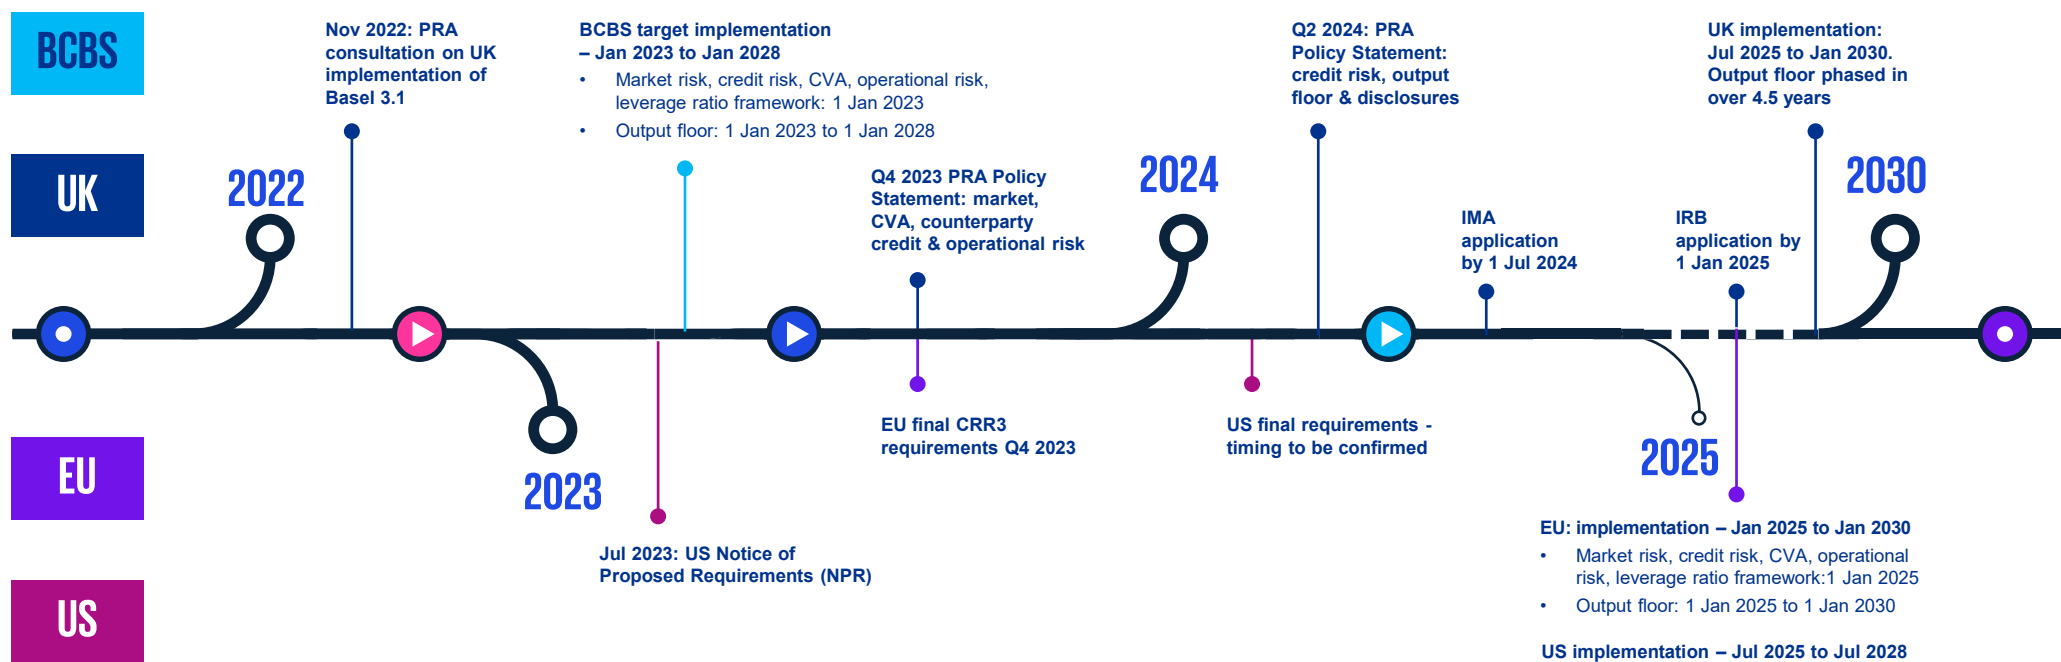 BCBS
UK
EU
US
Nov 2022: PRA
consultation on UK
implementation of
Basel 3.1
BCBS target implementation
– Jan 2023 to Jan 2028
• Market risk, credit risk, CVA, operational risk,
leverage ratio framework: 1 Jan 2023
• Output floor: 1 Jan 2023 to 1 Jan 2028
Q2 2024: PRA
Policy Statement:
credit risk, output
floor & disclosures
UK implementation:
Jul 2025 to Jan 2030.
Output floor phased in
over 4.5 years
2022
Q4 2023 PRA Policy
Statement: market,
CVA, counterparty
credit & operational risk
2024
IMA
application
by 1 Jul 2024
IRB
application by
1 Jan 2025
2030
2023
Jul 2023: US Notice of
Proposed Requirements (NPR)
EU final CRR3
requirements Q4 2023
US final requirements -
timing to be confirmed
2025
EU: implementation – Jan 2025 to Jan 2030
• Market risk, credit risk, CVA, operational
risk, leverage ratio framework:1 Jan 2025
• Output floor: 1 Jan 2025 to 1 Jan 2030
US implementation – Jul 2025 to Jul 2028